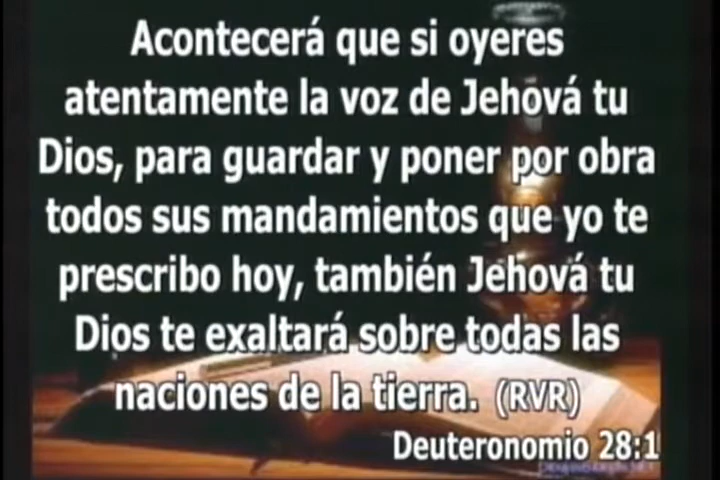 Acontecerá que si oyeres
atentamente la voz de Jehová tu
Dios, para guardar y poner por obra
todos sus mandamientos que yo te
prescribo hoy, también Jehová tu
Dios te exaltará sobre todas las
naciones de la tierra. (RVR)
Deuteronomio 28:1